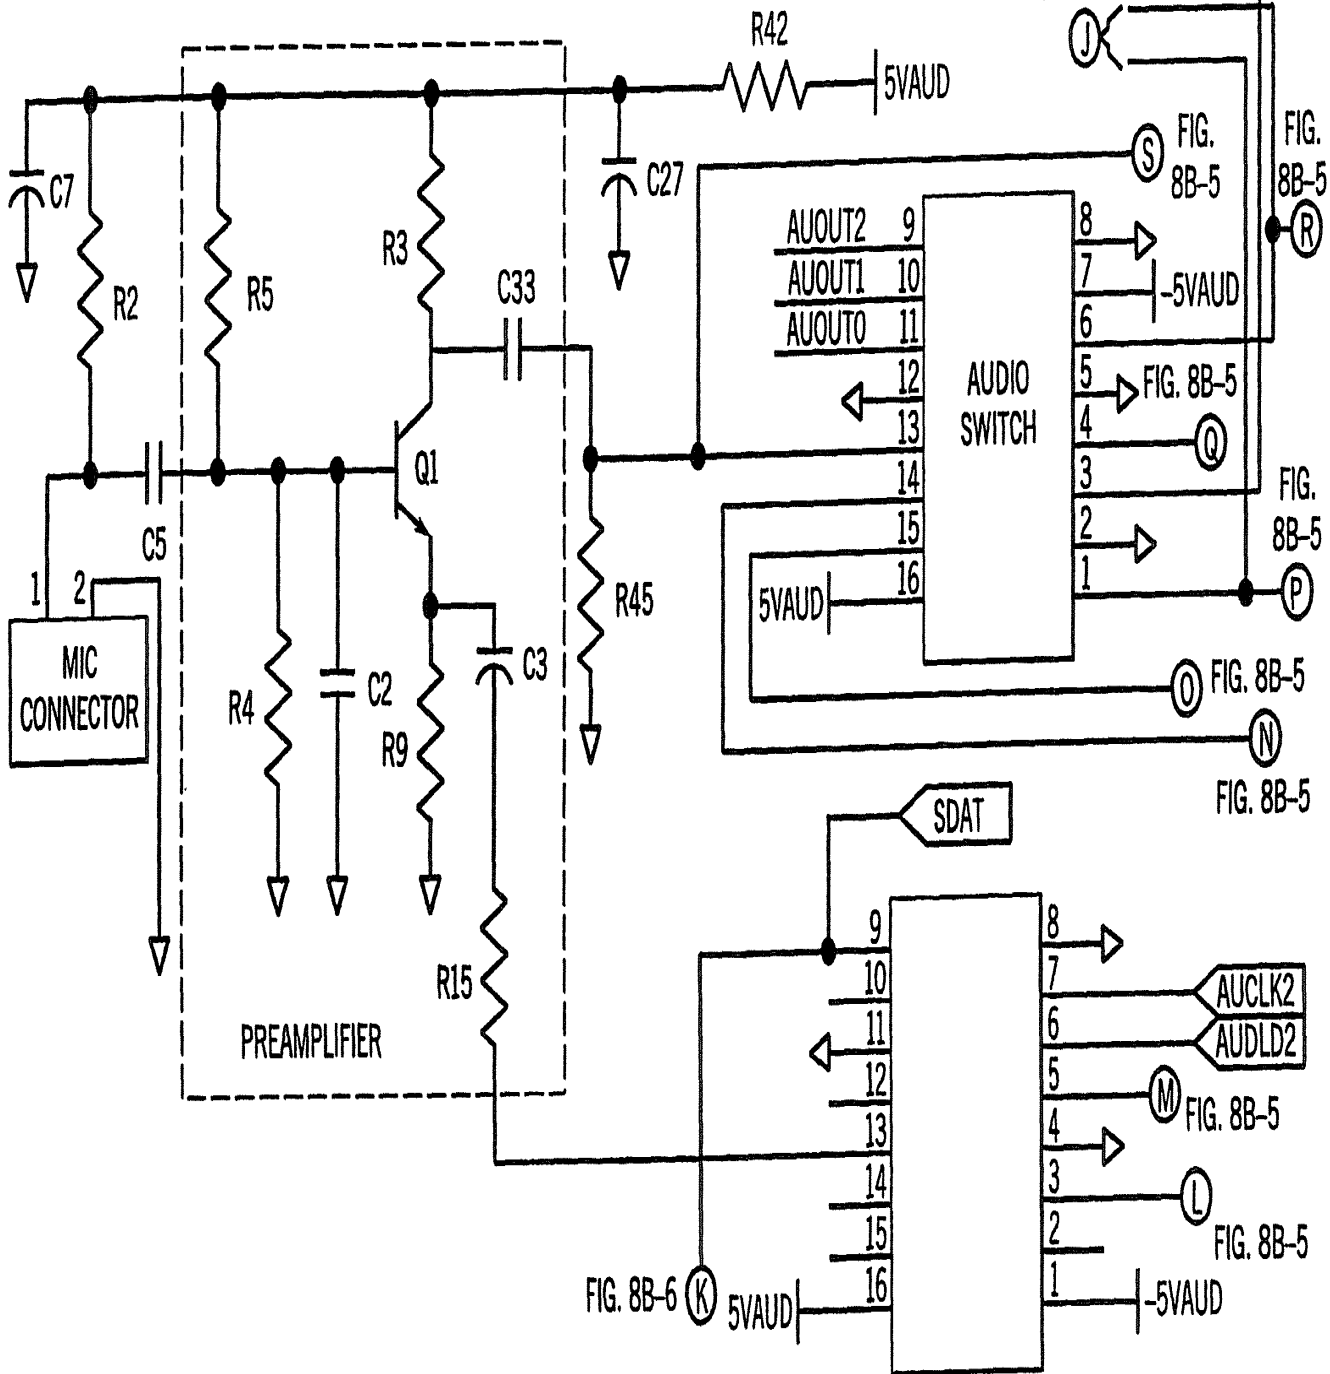 R42
J
5VAUD
S
FIG.
8B-5
FIG.
8B-5
R
C7
C27
R3
R2
R5
C33
AUOUT2
9
8
AUOUT1
10
7
-5VAUD
AUOUT0
11
6
12
5
FIG. 8B-5
AUDIO
SWITCH
13
4
Q
14
3
FIG.
8B-5
15
2
5VAUD
16
1
P
Q1
C5
1
2
MIC
CONNECTOR
R45
C3
R4
C2
R9
O
FIG. 8B-5
N
FIG. 8B-5
SDAT
R15
PREAMPLIFIER
9
8
10
7
AUCLK2
11
6
AUDLD2
12
5
M
FIG. 8B-5
13
4
14
3
L
FIG. 8B-5
15
2
FIG. 8B-6
K
5VAUD
16
1
-5VAUD